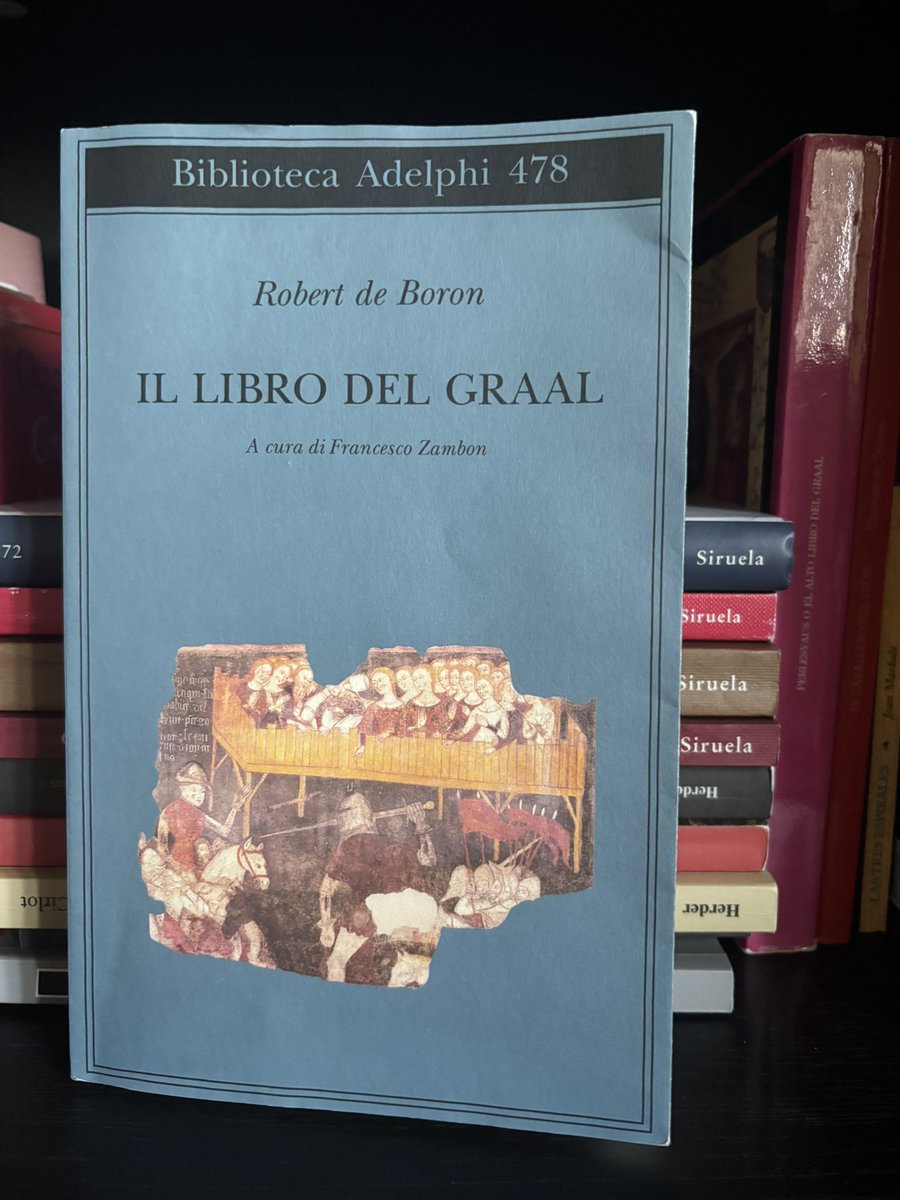 Biblioteca Adelphi 478
Robert de Boron
IL LIBRO DEL GRAAL
A cura di Francesco Zambon
72
Cirlot
Siruela
Siruela
Siruela
Siruela
Herder
Herder
PERLESVAUS O EL ALTO LIBRO DEL GRAAL
LAS TRES ESPIRALES